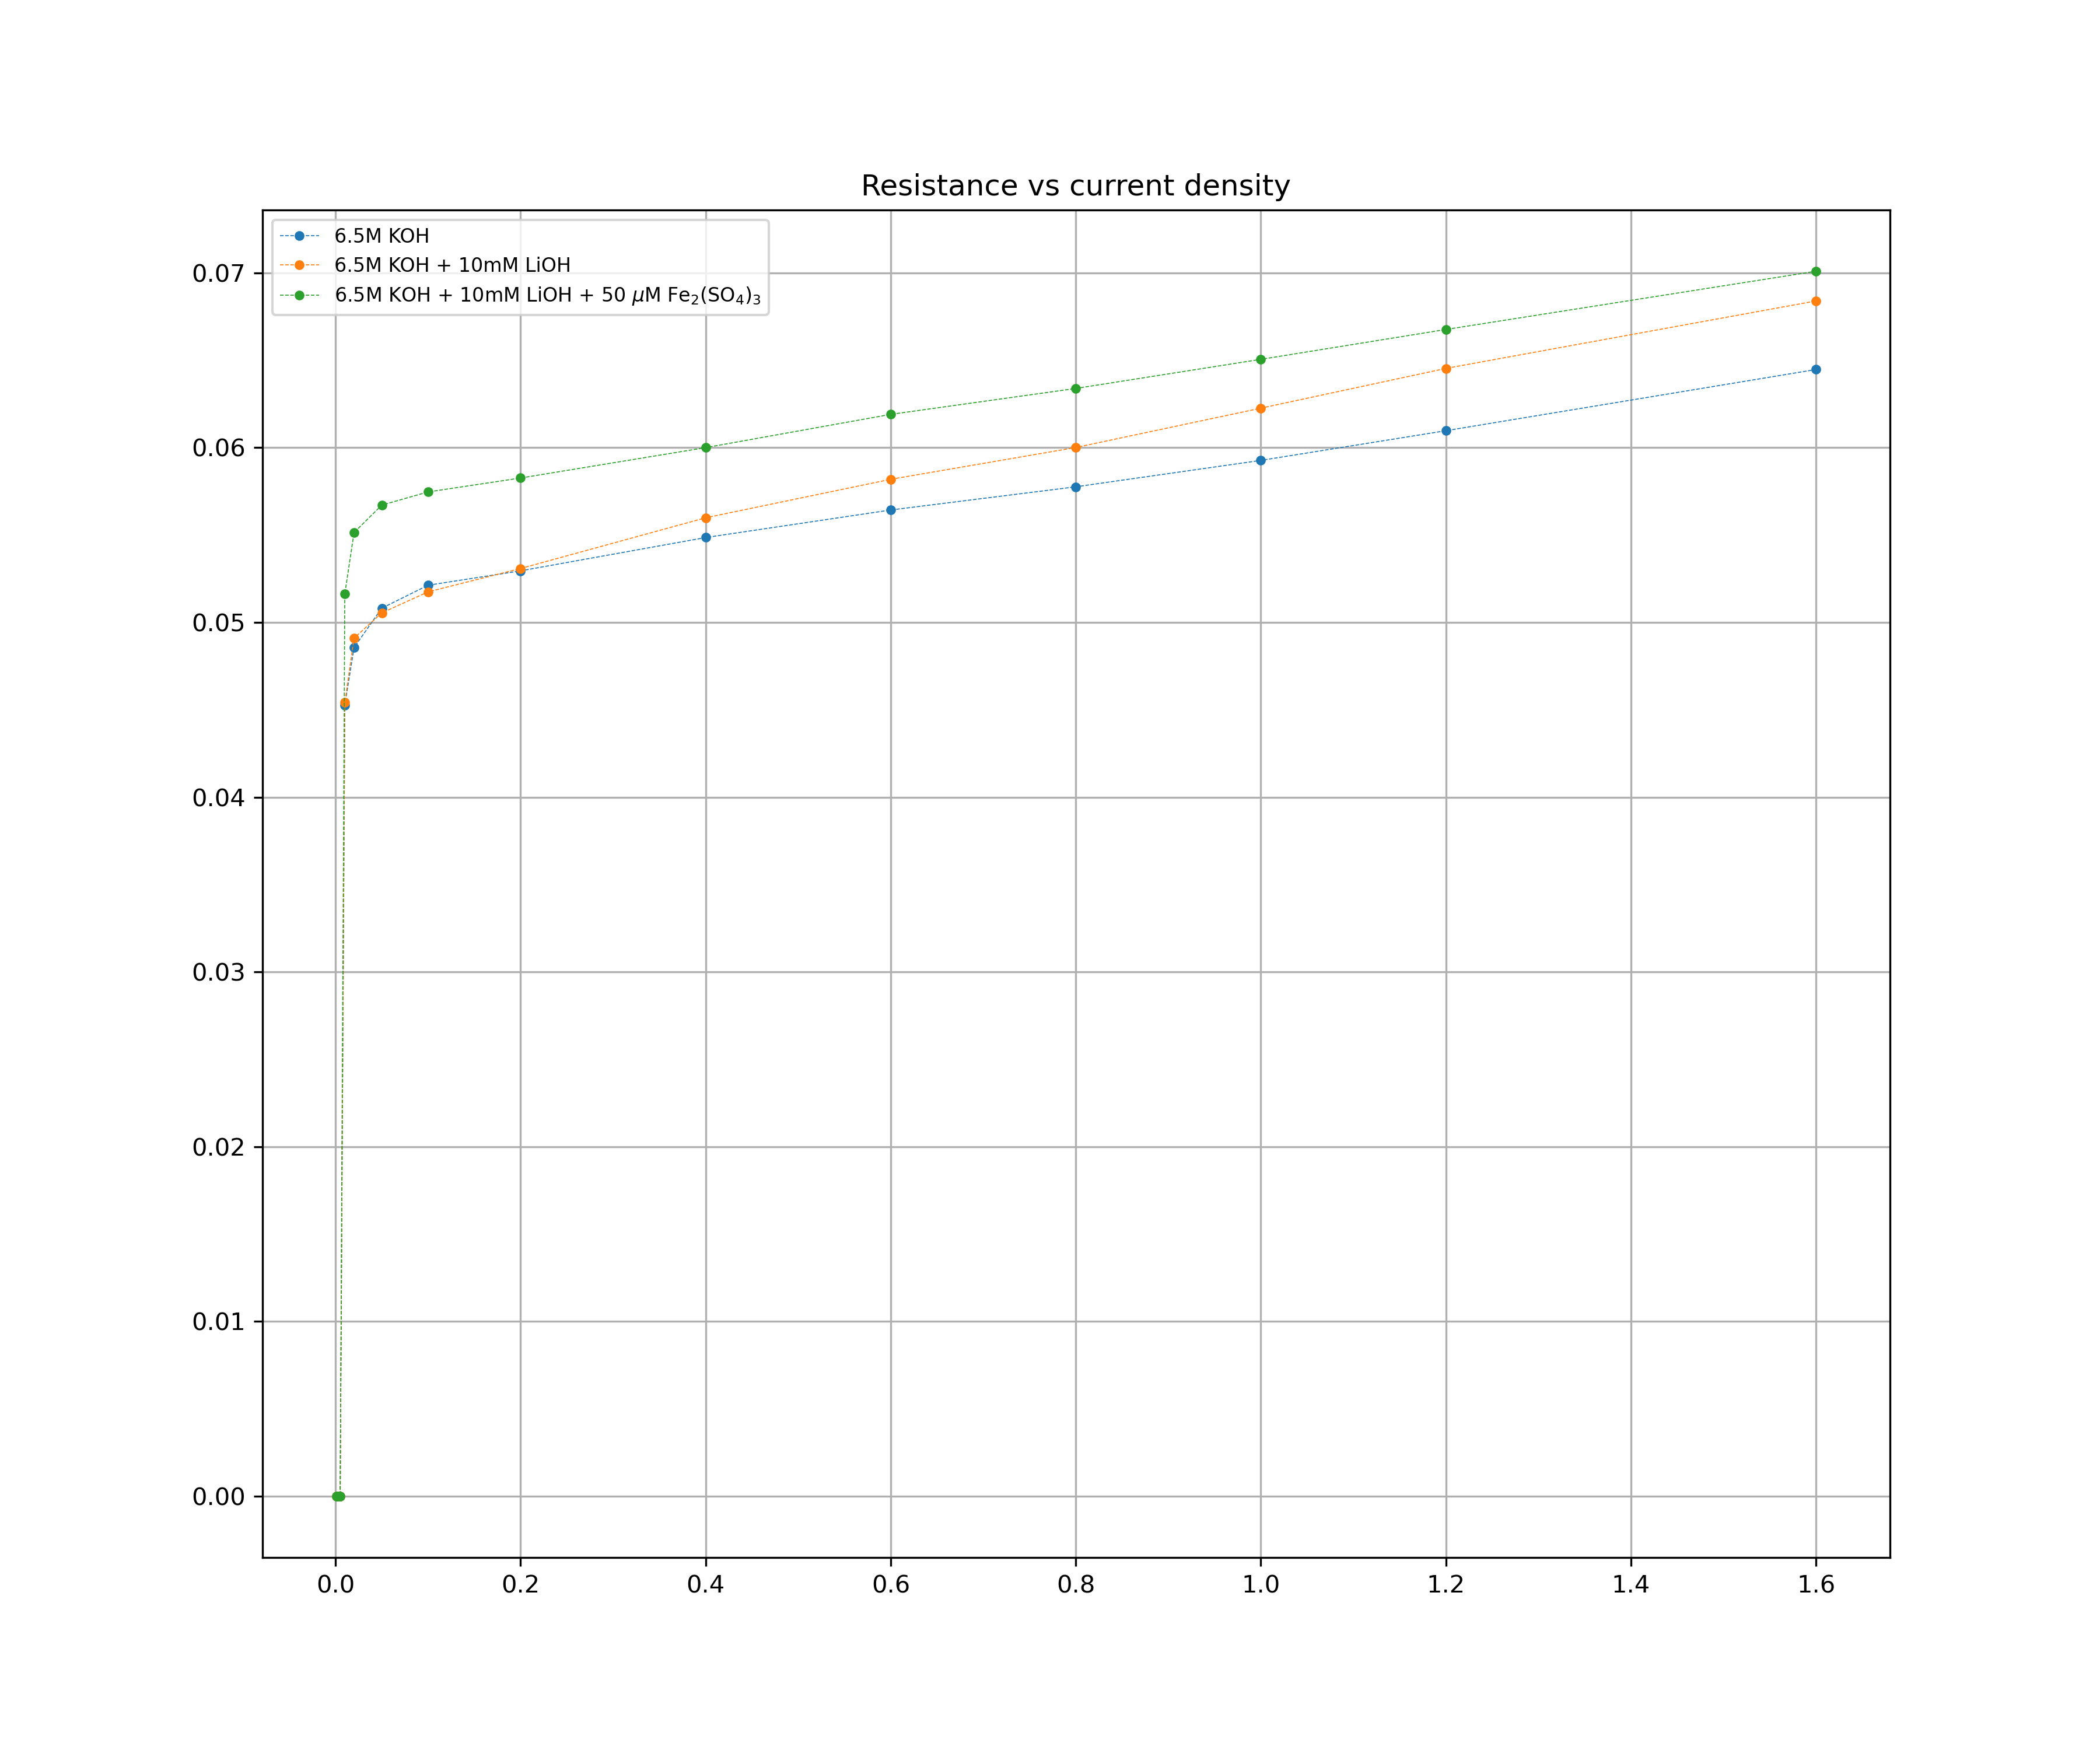 Resistance vs current density
6.5M KOH
6.5M KOH + 10mM LiOH
6.5M KOH + 10mM LiOH + 50 μM Fe₂(SO₄)₃
0.07
0.06
0.05
0.04
0.03
0.02
0.01
0.00
0.0 0.2 0.4 0.6 0.8 1.0 1.2 1.4 1.6